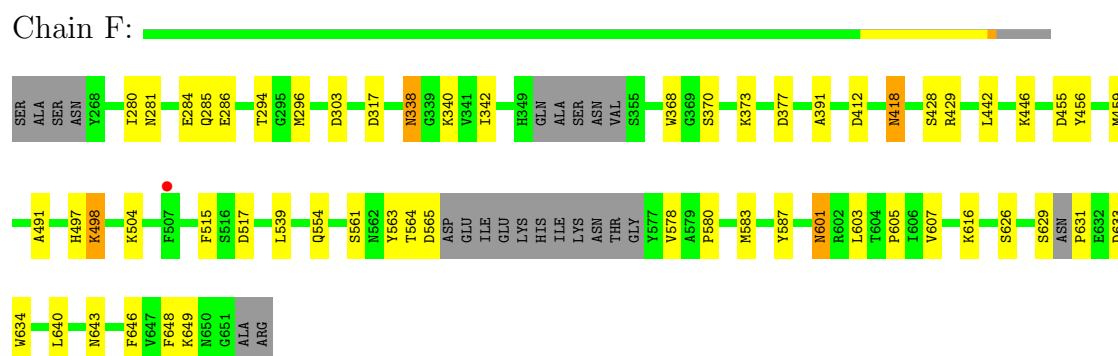 Chain F:
SER ALA SER ASN Y268 I280 N281 E284 Q285 E286 T294 G295 M296 D303 D317 N338 G339 K340 V341 I342 H349 GLN ALA SER ASN VAL S355 W368 G369 S370 K373 D377 A391 D412 N418 S428 R429 L442 K446 D455 Y456 M459
A491 H497 K498 K504 F507 F515 S516 D517 L539 Q554 S561 N562 Y563 T564 D565 ASP GLU ILE GLU LYS HIS ILE LYS ASN THR GLY Y577 V578 A579 P580 M583 Y587 N601 R602 L603 T604 P605 I606 V607 K616 S626 S629 ASN P631 E632 D633
W634 L640 N643 F646 V647 F648 K649 N650 G651 ALA ARG